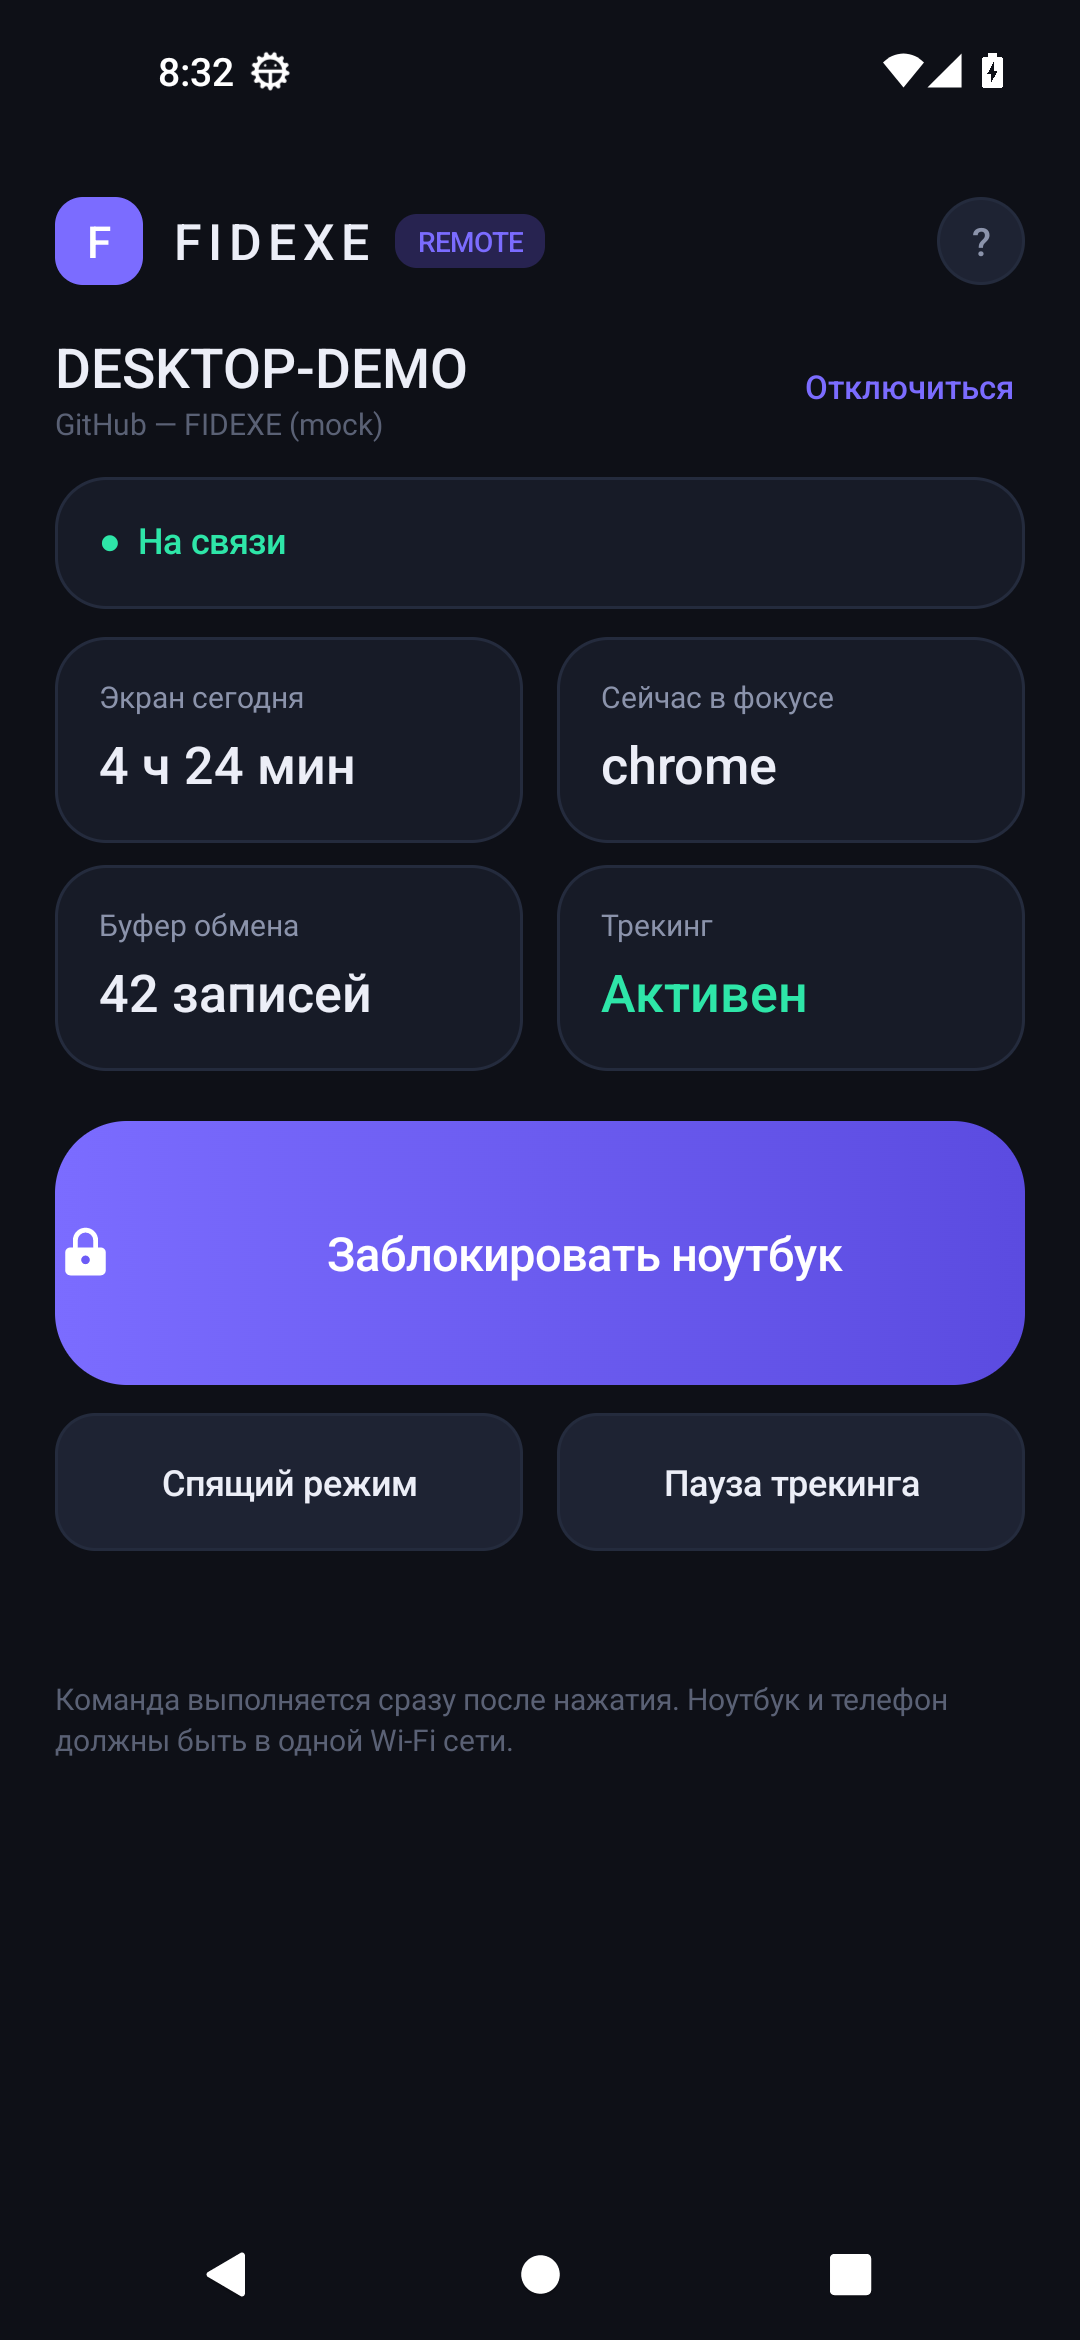 8:32
F FIDEXE REMOTE ?
DESKTOP-DEMO
Отключиться
GitHub — FIDEXE (mock)
На связи
Экран сегодня
4 ч 24 мин
Сейчас в фокусе
chrome
Буфер обмена
42 записей
Трекинг
Активен
Заблокировать ноутбук
Спящий режим
Пауза трекинга
Команда выполняется сразу после нажатия. Ноутбук и телефон
должны быть в одной Wi-Fi сети.